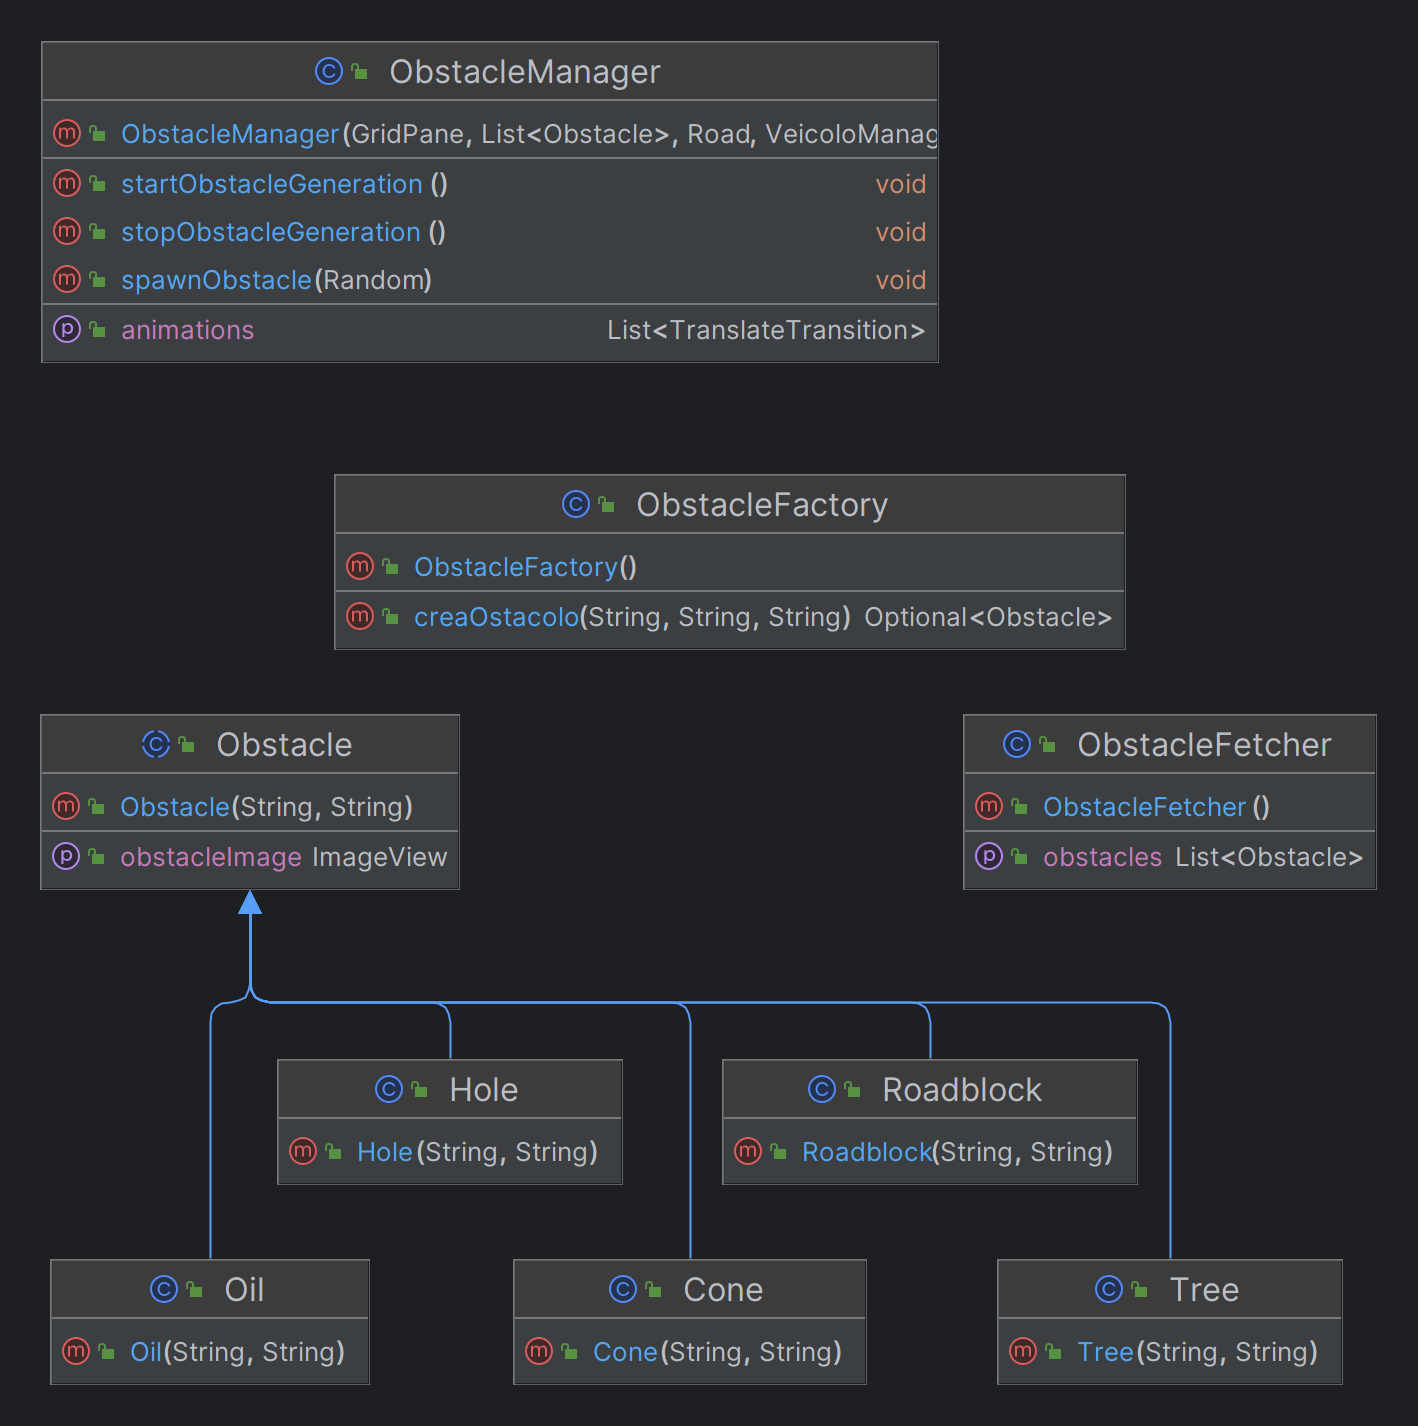 ObstacleManager
ObstacleManager(GridPane, List<Obstacle>, Road, VeicoloManag
startObstacleGeneration () void
stopObstacleGeneration () void
spawnObstacle(Random) void
animations List<TranslateTransition>
ObstacleFactory
ObstacleFactory()
creaOstacolo(String, String, String) Optional<Obstacle>
Obstacle
Obstacle(String, String)
obstacleImage ImageView
ObstacleFetcher
ObstacleFetcher ()
obstacles List<Obstacle>
Hole
Hole(String, String)
Roadblock
Roadblock(String, String)
Oil
Oil(String, String)
Cone
Cone(String, String)
Tree
Tree(String, String)